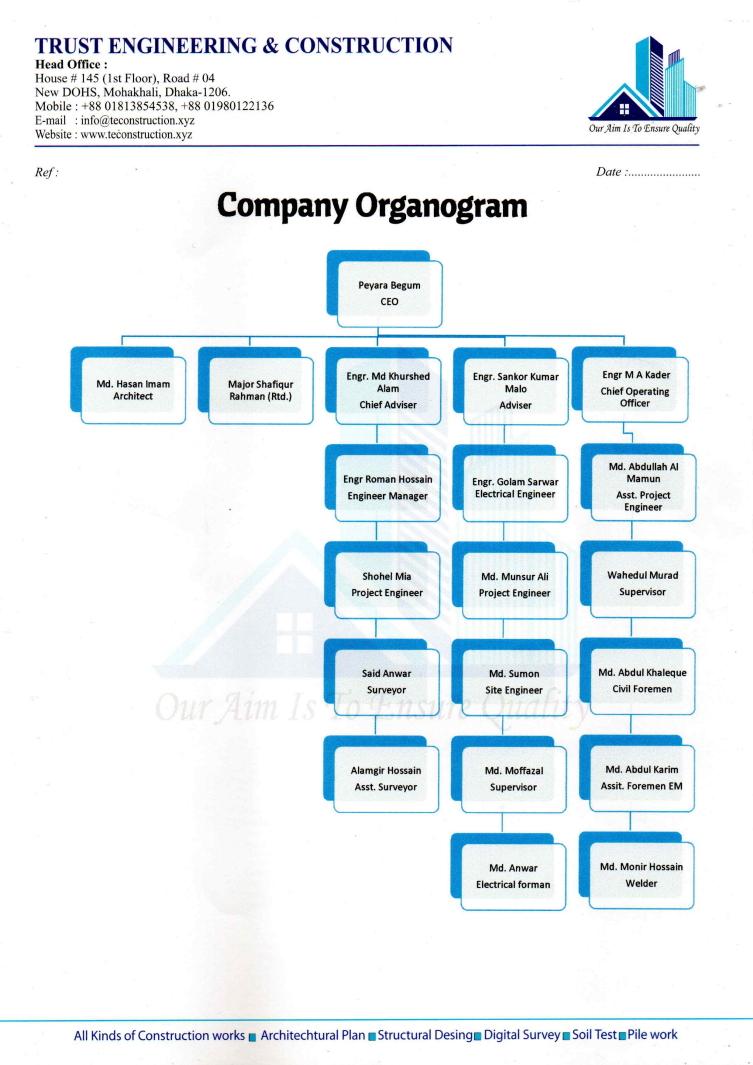 TRUST ENGINEERING & CONSTRUCTION
Head Office :
House # 145 (1st Floor), Road # 04
New DOHS, Mohakhali, Dhaka-1206.
Mobile : +88 01813854538, +88 01980122136
E-mail : info@teconstruction.xyz
Website : www.teconstruction.xyz
Our Aim Is To Ensure Quality
Ref :
Date :.......................
Company Organogram
Peyara Begum
CEO
Md. Hasan Imam
Architect
Major Shafiqur
Rahman (Rtd.)
Engr. Md Khurshed
Alam
Chief Adviser
Engr. Sankor Kumar
Malo
Adviser
Engr M A Kader
Chief Operating
Officer
Engr Roman Hossain
Engineer Manager
Engr. Golam Sarwar
Electrical Engineer
Md. Abdullah Al
Mamun
Asst. Project
Engineer
Shohel Mia
Project Engineer
Md. Munsur Ali
Project Engineer
Wahedul Murad
Supervisor
Said Anwar
Surveyor
Md. Sumon
Site Engineer
Md. Abdul Khaleque
Civil Foremen
Our Aim Is To Ensure Quality
Alamgir Hossain
Asst. Surveyor
Md. Moffazal
Supervisor
Md. Abdul Karim
Assit. Foremen EM
Md. Anwar
Electrical forman
Md. Monir Hossain
Welder
All Kinds of Construction works ■ Architechtural Plan ■ Structural Desing ■ Digital Survey ■ Soil Test ■ Pile work